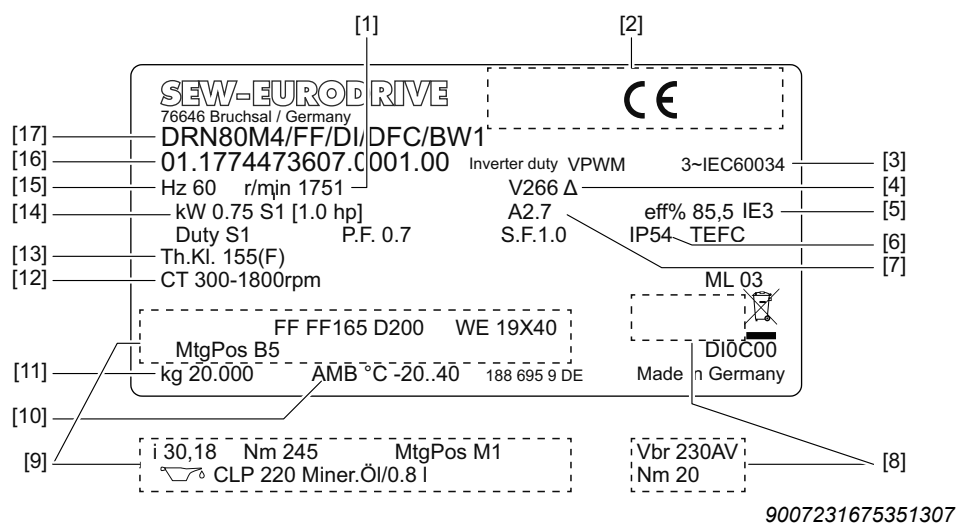 [1] [2]
SEW-EURODRIVE
76646 Bruchsal / Germany
CE
[17] DRN80M4/FF/DI/DFC/BW1
[16] 01.1774473607.0001.00 Inverter duty VPWM 3~IEC60034 [3]
[15] Hz 60 r/min 1751 V266 Δ [4]
[14] kW 0.75 S1 [1.0 hp] A2.7 eff% 85,5 IE3 [5]
Duty S1 P.F. 0.7 S.F.1.0 IP54 TEFC [6]
[13] Th.Kl. 155(F) [7]
[12] CT 300-1800rpm ML 03
FF FF165 D200 WE 19X40
MtgPos B5 DI0C00
[11] kg 20.000 AMB °C -20..40 188 695 9 DE Made in Germany
[10]
[9] i 30,18 Nm 245 MtgPos M1 Vbr 230AV [8]
CLP 220 Miner.Öl/0.8 l Nm 20
9007231675351307